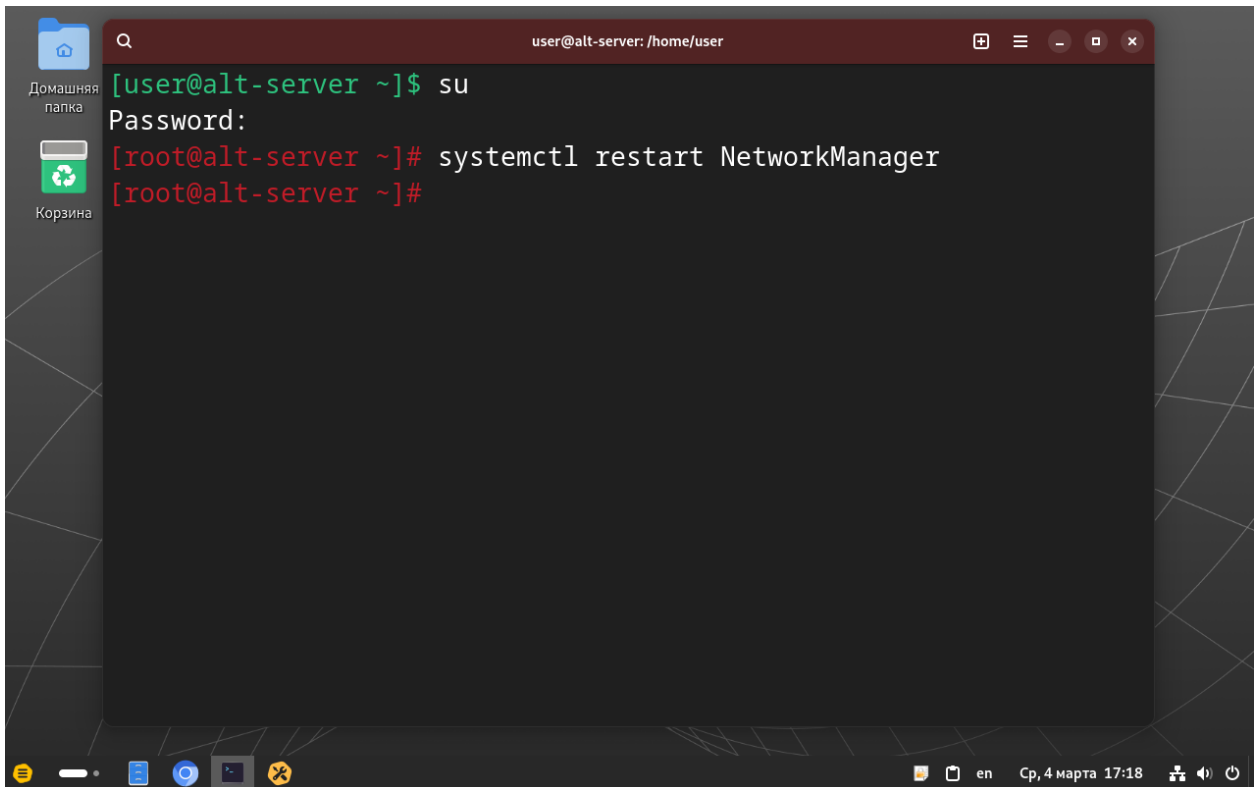 user@alt-server: /home/user
Домашняя
папка
Корзина
[user@alt-server ~]$ su
Password:
[root@alt-server ~]# systemctl restart NetworkManager
[root@alt-server ~]#
en
Ср, 4 марта 17:18